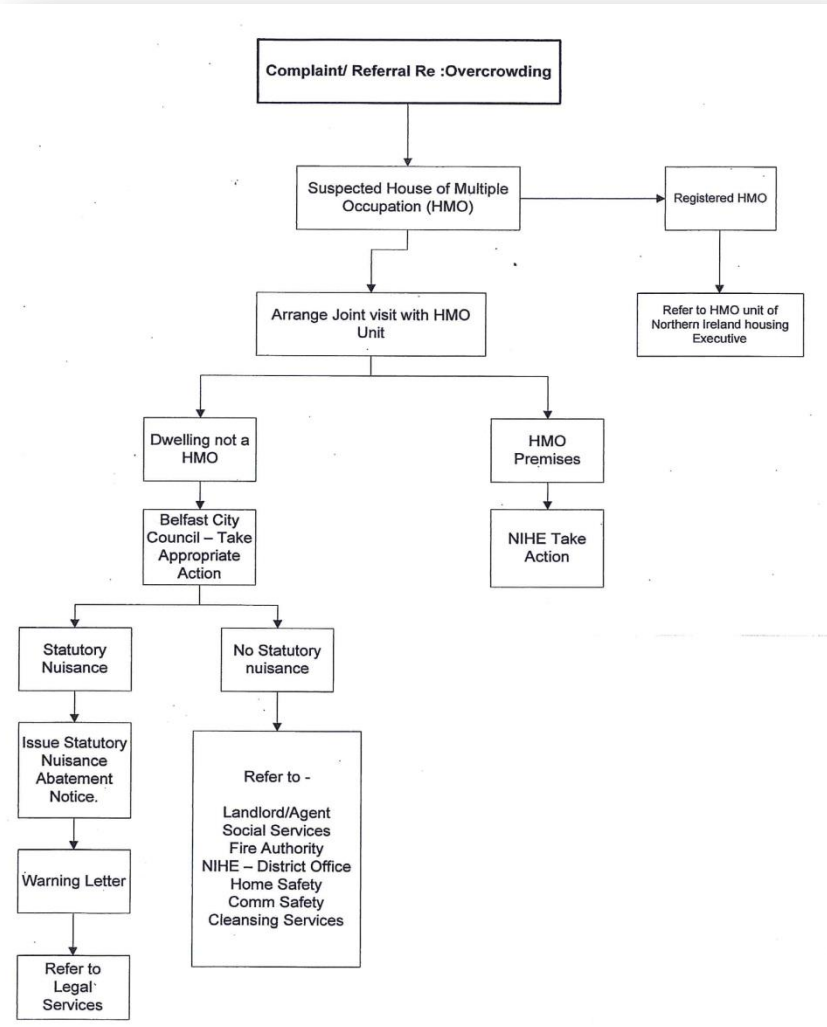 Complaint/ Referral Re :Overcrowding
Suspected House of Multiple
Occupation (HMO)
Registered HMO
Arrange Joint visit with HMO
Unit
Refer to HMO unit of
Northern Ireland housing
Executive
Dwelling not a
HMO
HMO
Premises
Belfast City
Council – Take
Appropriate
Action
NIHE Take
Action
Statutory
Nuisance
No Statutory
nuisance
Issue Statutory
Nuisance
Abatement
Notice.
Refer to -
Landlord/Agent
Social Services
Fire Authority
NIHE – District Office
Home Safety
Comm Safety
Cleansing Services
Warning Letter
Refer to
Legal
Services